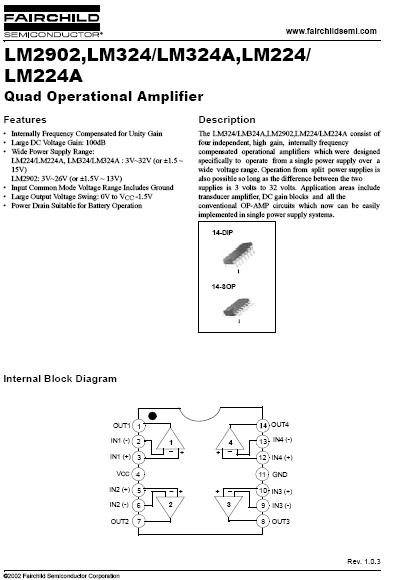 FAIRCHILD
SEMICONDUCTOR®
www.fairchildsemi.com
LM2902,LM324/LM324A,LM224/
LM224A
Quad Operational Amplifier
Features
• Internally Frequency Compensated for Unity Gain
• Large DC Voltage Gain: 100dB
• Wide Power Supply Range:
LM224/LM224A, LM324/LM324A : 3V~32V (or ±1.5 ~
15V)
LM2902: 3V~26V (or ±1.5V ~ 13V)
• Input Common Mode Voltage Range Includes Ground
• Large Output Voltage Swing: 0V to VCC -1.5V
• Power Drain Suitable for Battery Operation
Description
The LM324/LM324A,LM2902,LM224/LM224A consist of
four independent, high gain, internally frequency
compensated operational amplifiers which were designed
specifically to operate from a single power supply over a
wide voltage range. Operation from split power supplies is
also possible so long as the difference between the two
supplies is 3 volts to 32 volts. Application areas include
transducer amplifier, DC gain blocks and all the
conventional OP-AMP circuits which now can be easily
implemented in single power supply systems.
14-DIP
1
14-SOP
1
Internal Block Diagram
OUT1 1 14 OUT4
IN1 (-) 2 1 4 13 IN4 (-)
- + - +
IN1 (+) 3 12 IN4 (+)
VCC 4 11 GND
IN2 (+) 5 - + - + 10 IN3 (+)
IN2 (-) 6 2 3 9 IN3 (-)
OUT2 7 8 OUT3
Rev. 1.0.3
©2002 Fairchild Semiconductor Corporation